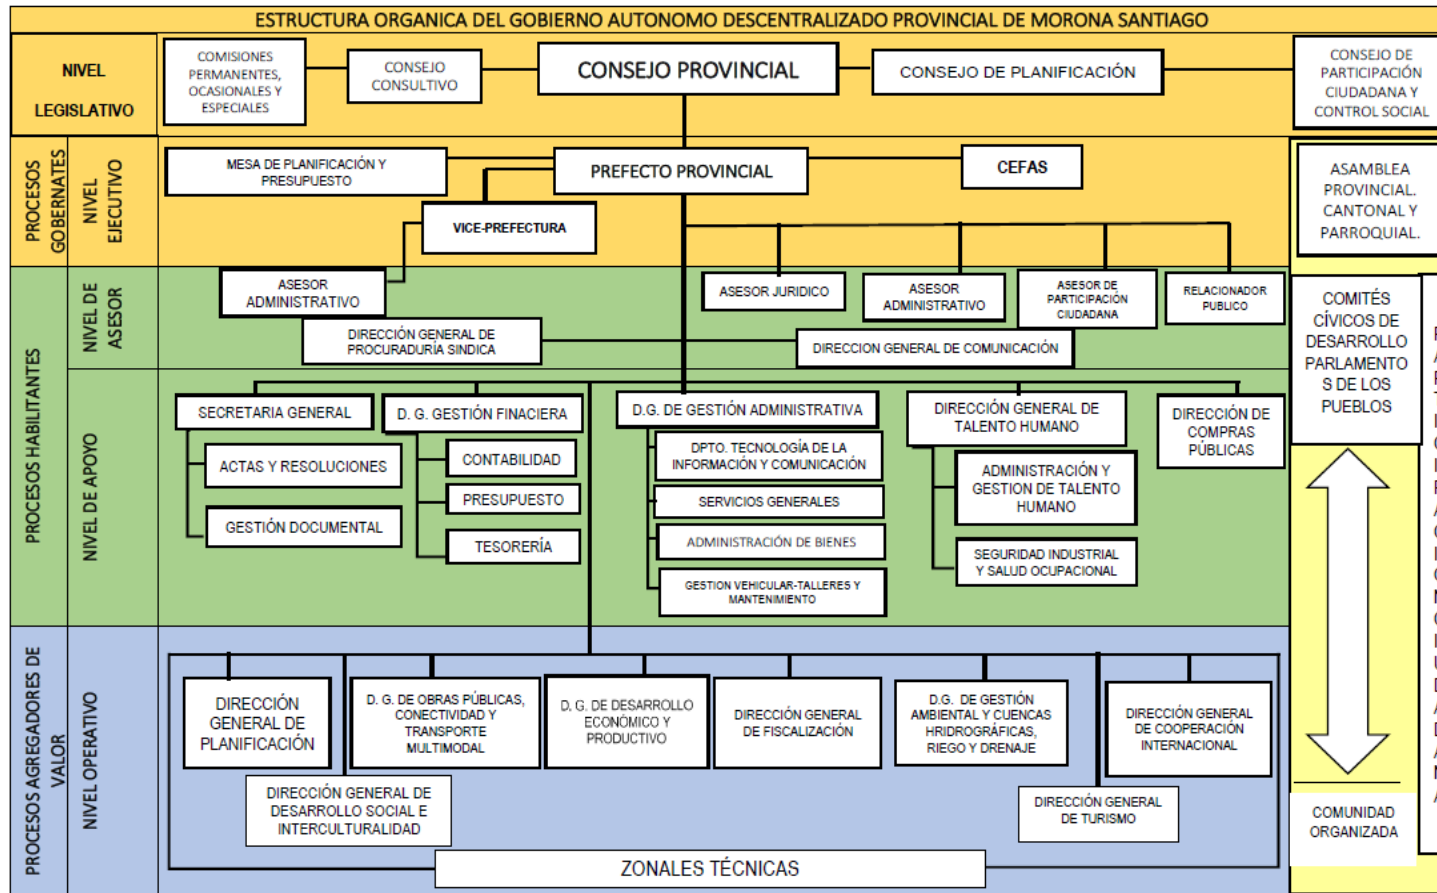 ESTRUCTURA ORGANICA DEL GOBIERNO AUTONOMO DESCENTRALIZADO PROVINCIAL DE MORONA SANTIAGO
NIVEL
LEGISLATIVO
COMISIONES
PERMANENTES,
OCASIONALES Y
ESPECIALES
CONSEJO
CONSULTIVO
CONSEJO PROVINCIAL
CONSEJO DE PLANIFICACIÓN
CONSEJO DE
PARTICIPACIÓN
CIUDADANA Y
CONTROL SOCIAL
PROCESOS
GOBERNATES
NIVEL
EJECUTIVO
MESA DE PLANIFICACIÓN Y
PRESUPUESTO
PREFECTO PROVINCIAL
CEFAS
VICE-PREFECTURA
ASAMBLEA
PROVINCIAL.
CANTONAL Y
PARROQUIAL.
PROCESOS HABILITANTES
NIVEL DE
ASESOR
ASESOR
ADMINISTRATIVO
ASESOR JURIDICO
ASESOR
ADMINISTRATIVO
ASESOR DE
PARTICIPACIÓN
CIUDADANA
RELACIONADOR
PUBLICO
DIRECCIÓN GENERAL DE
PROCURADURÍA SINDICA
DIRECCION GENERAL DE COMUNICACIÓN
COMITÉS
CÍVICOS DE
DESARROLLO
PARLAMENTO
S DE LOS
PUEBLOS
NIVEL DE APOYO
SECRETARIA GENERAL
ACTAS Y RESOLUCIONES
GESTIÓN DOCUMENTAL
D. G. GESTIÓN FINACIERA
CONTABILIDAD
PRESUPUESTO
TESORERÍA
D.G. DE GESTIÓN ADMINISTRATIVA
DPTO. TECNOLOGÍA DE LA
INFORMACIÓN Y COMUNICACIÓN
SERVICIOS GENERALES
ADMINISTRACIÓN DE BIENES
GESTION VEHICULAR-TALLERES Y
MANTENIMIENTO
DIRECCIÓN GENERAL DE
TALENTO HUMANO
ADMINISTRACIÓN Y
GESTION DE TALENTO
HUMANO
SEGURIDAD INDUSTRIAL
Y SALUD OCUPACIONAL
DIRECCIÓN DE
COMPRAS
PÚBLICAS
PROCESOS AGREGADORES DE
VALOR
NIVEL OPERATIVO
DIRECCIÓN
GENERAL DE
PLANIFICACIÓN
D. G. DE OBRAS PÚBLICAS,
CONECTIVIDAD Y
TRANSPORTE
MULTIMODAL
D. G. DE DESARROLLO
ECONÓMICO Y
PRODUCTIVO
DIRECCIÓN GENERAL
DE FISCALIZACIÓN
D.G. DE GESTIÓN
AMBIENTAL Y CUENCAS
HRIDROGRÁFICAS,
RIEGO Y DRENAJE
DIRECCIÓN GENERAL
DE COOPERACIÓN
INTERNACIONAL
DIRECCIÓN GENERAL DE
DESARROLLO SOCIAL E
INTERCULTURALIDAD
DIRECCIÓN GENERAL
DE TURISMO
ZONALES TÉCNICAS
COMUNIDAD
ORGANIZADA